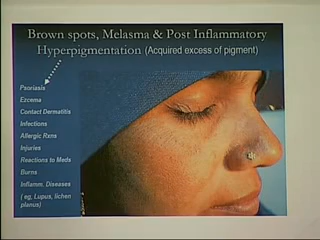 Brown spots, Melasma & Post Inflammatory
Hyperpigmentation (Acquired excess of pigment)
Psoriasis
Eczema
Contact Dermatitis
Infections
Allergic Rxns
Injuries
Reactions to Meds
Burns
Inflamm. Diseases
( eg, Lupus, lichen
planus)